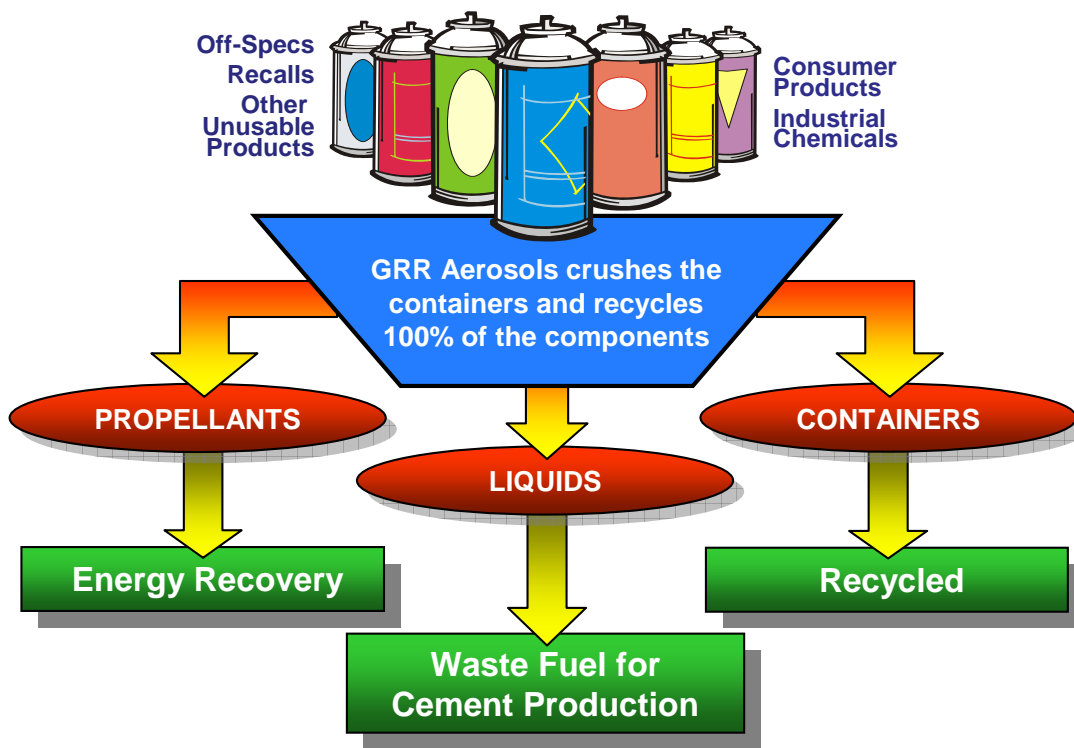 Off-Specs
Recalls
Other
Unusable
Products
Consumer
Products
Industrial
Chemicals
GRR Aerosols crushes the
containers and recycles
100% of the components
PROPELLANTS
LIQUIDS
CONTAINERS
Energy Recovery
Waste Fuel for
Cement Production
Recycled